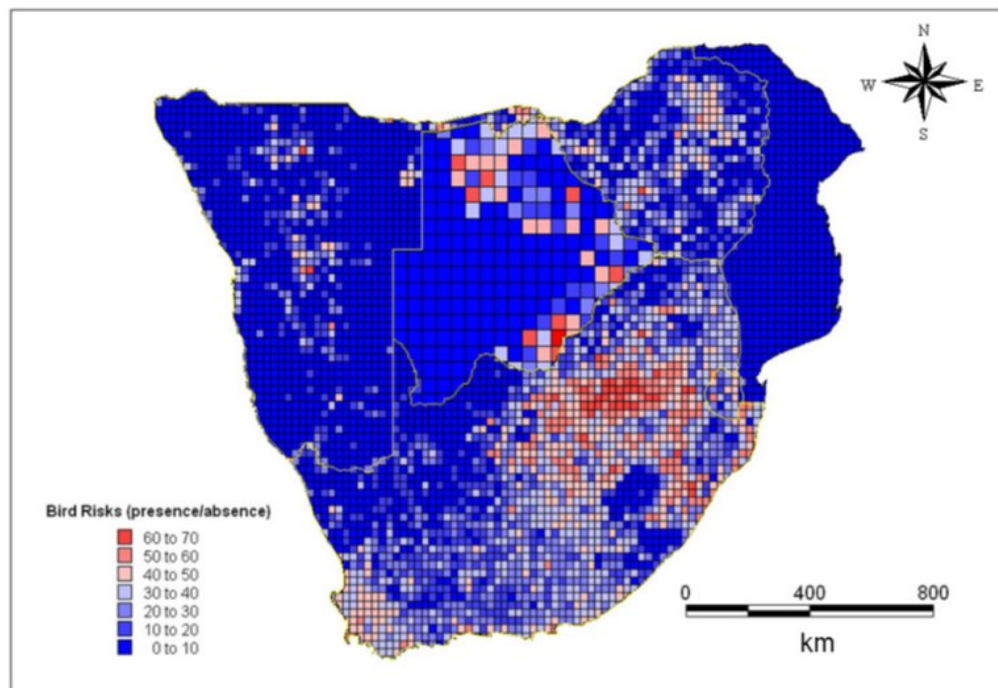 N
W E
S
Bird Risks (presence/absence)
60 to 70
50 to 60
40 to 50
30 to 40
20 to 30
10 to 20
0 to 10
0 400 800
km